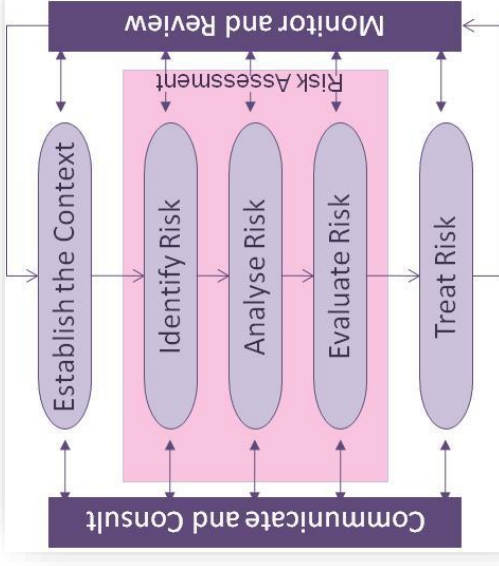 Establish the Context
Identify Risk
Analyse Risk
Evaluate Risk
Treat Risk
Risk Assessment
Communicate and Consult
Monitor and Review